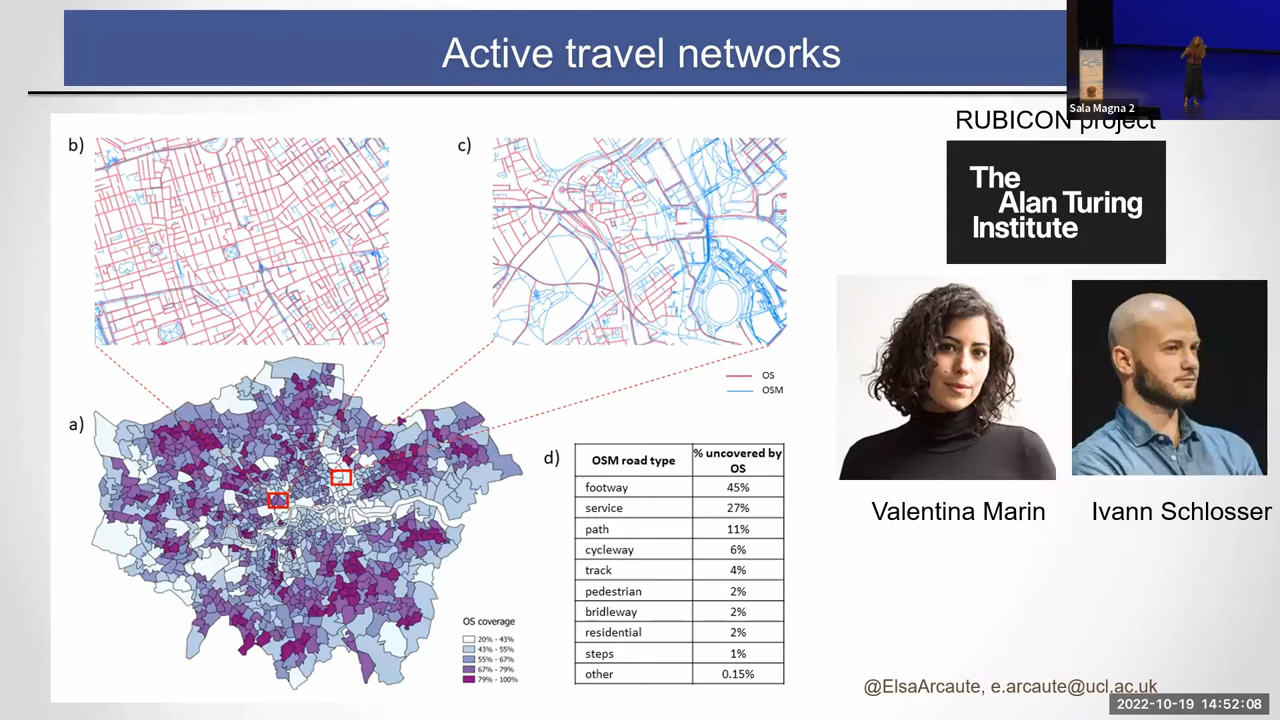 Active travel networks
Sala Magna 2
RUBICON project
The
Alan Turing
Institute
b)
c)
OS
OSM
a)
d)
OSM road type % uncovered by OS
footway 45%
service 27%
path 11%
cycleway 6%
track 4%
pedestrian 2%
bridleway 2%
residential 2%
steps 1%
other 0.15%
OS coverage
20% - 43%
43% - 55%
55% - 67%
67% - 79%
79% - 100%
Valentina Marin
Ivann Schlosser
@ElsaArcaute, e.arcaute@ucl.ac.uk
2022-10-19 14:52:08